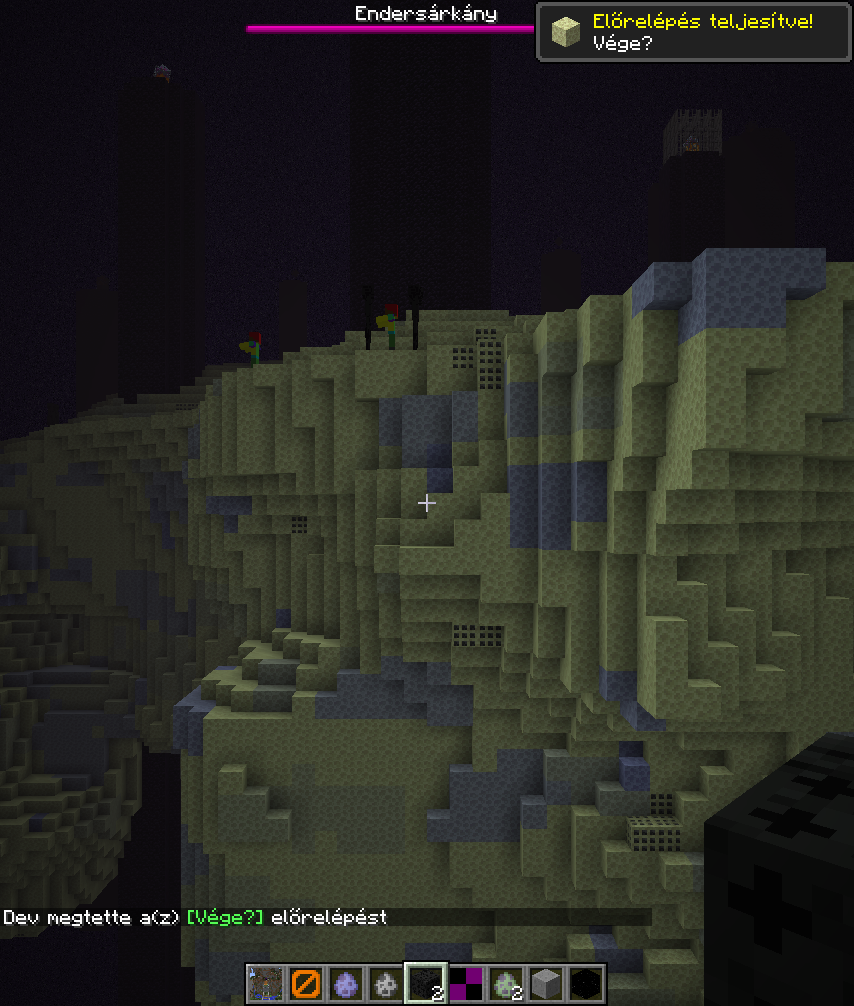 Endersárkány
Előrelépés teljesítve!
Vége?
Dev megtette a(z) [Vége?] előrelépést
2
2